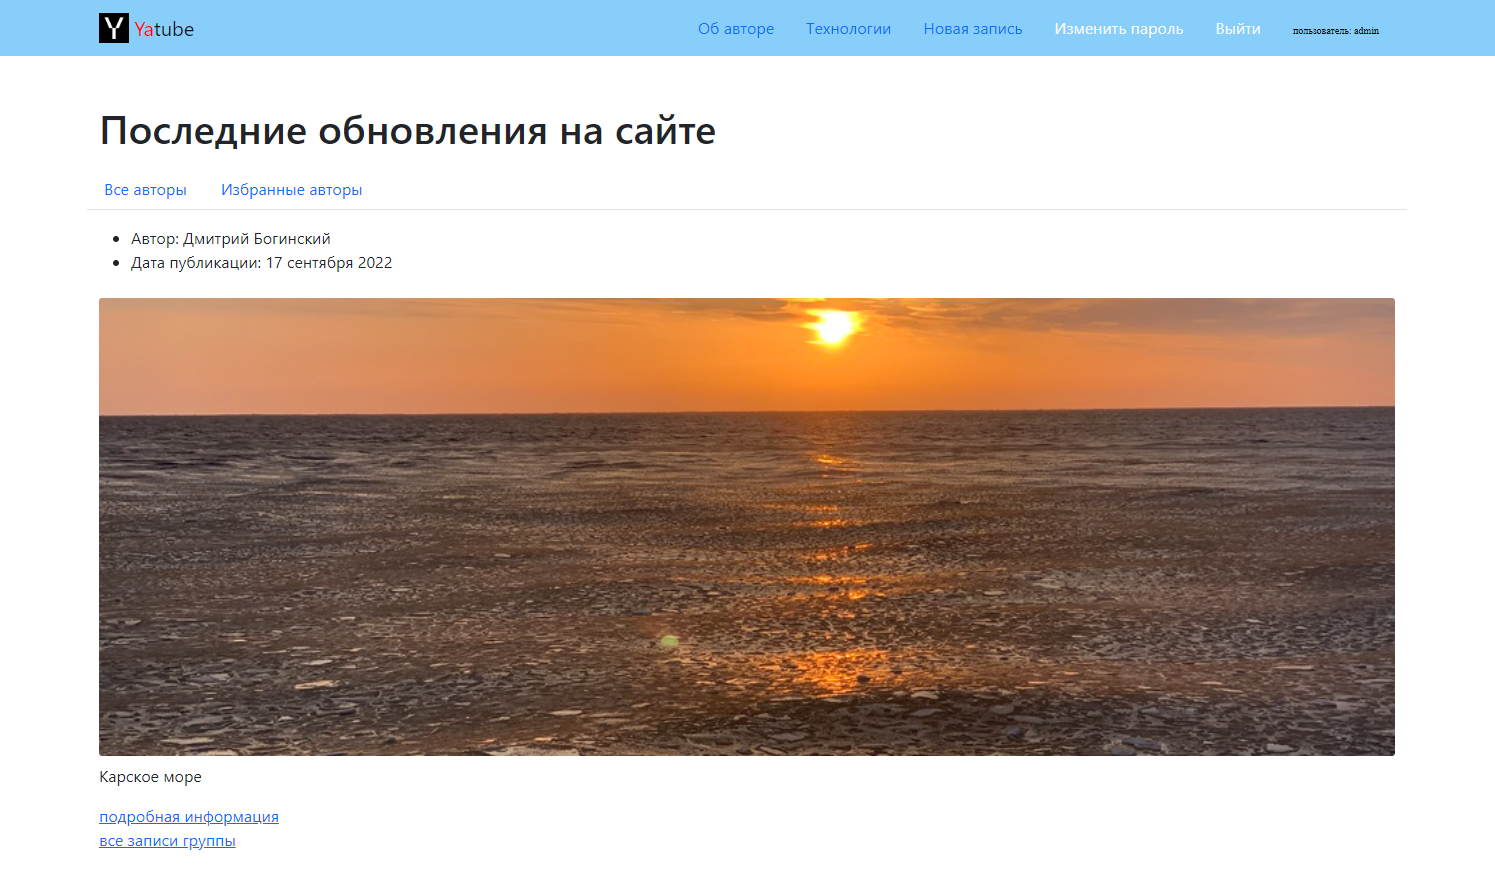 Y Yatube Об авторе Технологии Новая запись Изменить пароль Выйти пользователь: admin
Последние обновления на сайте
Все авторы Избранные авторы
Автор: Дмитрий Богинский
Дата публикации: 17 сентября 2022
Карское море
подробная информация
все записи группы